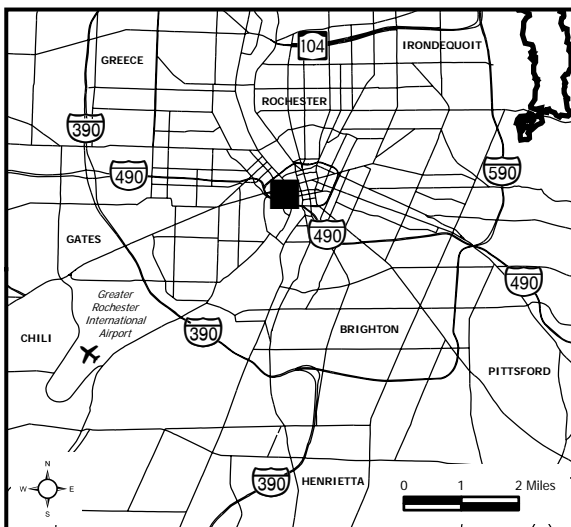 104
IRONDEQUOIT
GREECE
ROCHESTER
390
490
590
GATES
490
490
Greater
Rochester
International
Airport
390
BRIGHTON
CHILI
PITTSFORD
N
W E
S
390
HENRIETTA
0 1 2 Miles